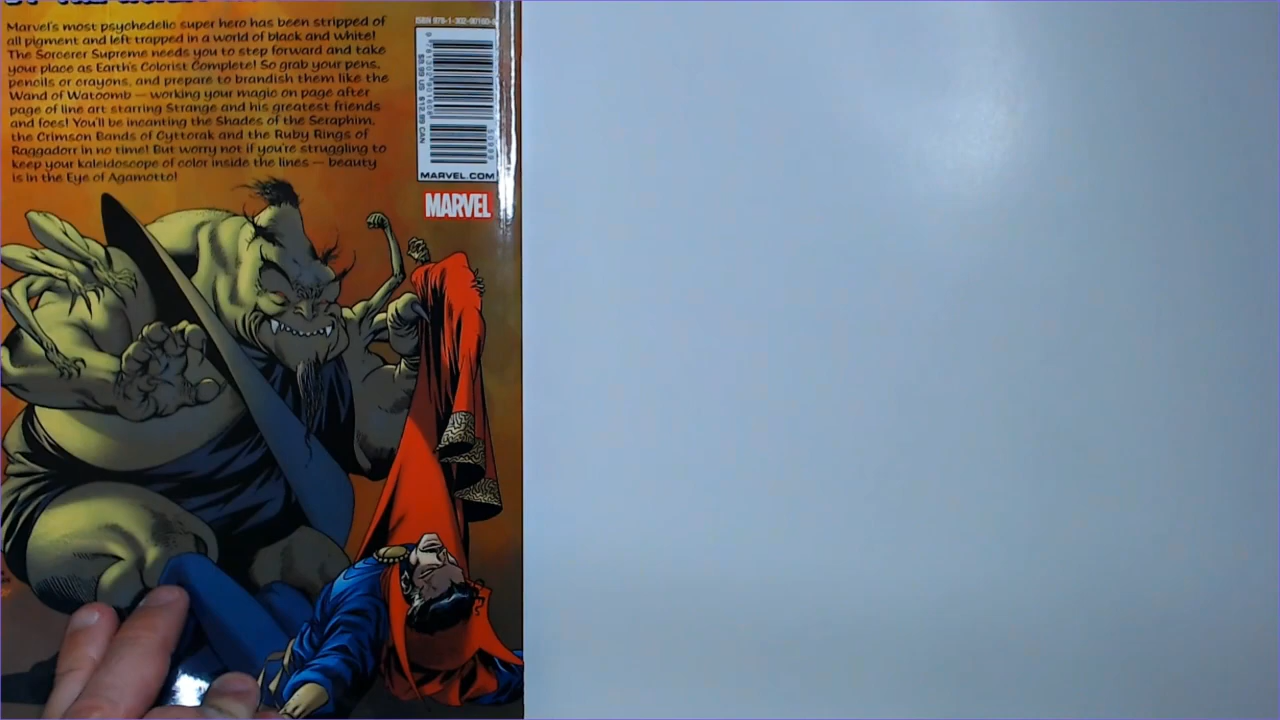 Marvel's most psychedelic super hero has been stripped of
all pigment and left trapped in a world of black and white!
The Sorcerer Supreme needs you to step forward and take
your place as Earth's Colorist Complete! So grab your pens,
pencils or crayons, and prepare to brandish them like the
Wand of Watoomb — working your magic on page after
page of line art starring Strange and his greatest friends
and foes! You'll be incanting the Shades of the Seraphim,
the Crimson Bands of Cyttorak and the Ruby Rings of
Raggadorr in no time! But worry not if you're struggling to
keep your kaleidoscope of color inside the lines — beauty
is in the Eye of Agamotto!
$9.99 US $12.99 CAN
MARVEL.COM
MARVEL